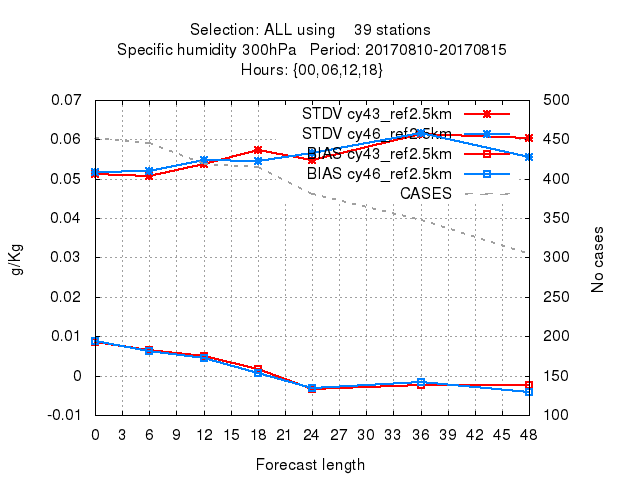 Selection: ALL using 39 stations
Specific humidity 300hPa Period: 20170810-20170815
Hours: {00,06,12,18}
0.07 500
STDV cy43_ref2.5km
0.06 STDV cy46_ref2.5km 450
BIAS cy43_ref2.5km
0.05 BIAS cy46_ref2.5km 400
CASES
0.04 350
0.03 300
g/Kg No cases
0.02 250
0.01 200
0 150
-0.01 100
0 3 6 9 12 15 18 21 24 27 30 33 36 39 42 45 48
Forecast length